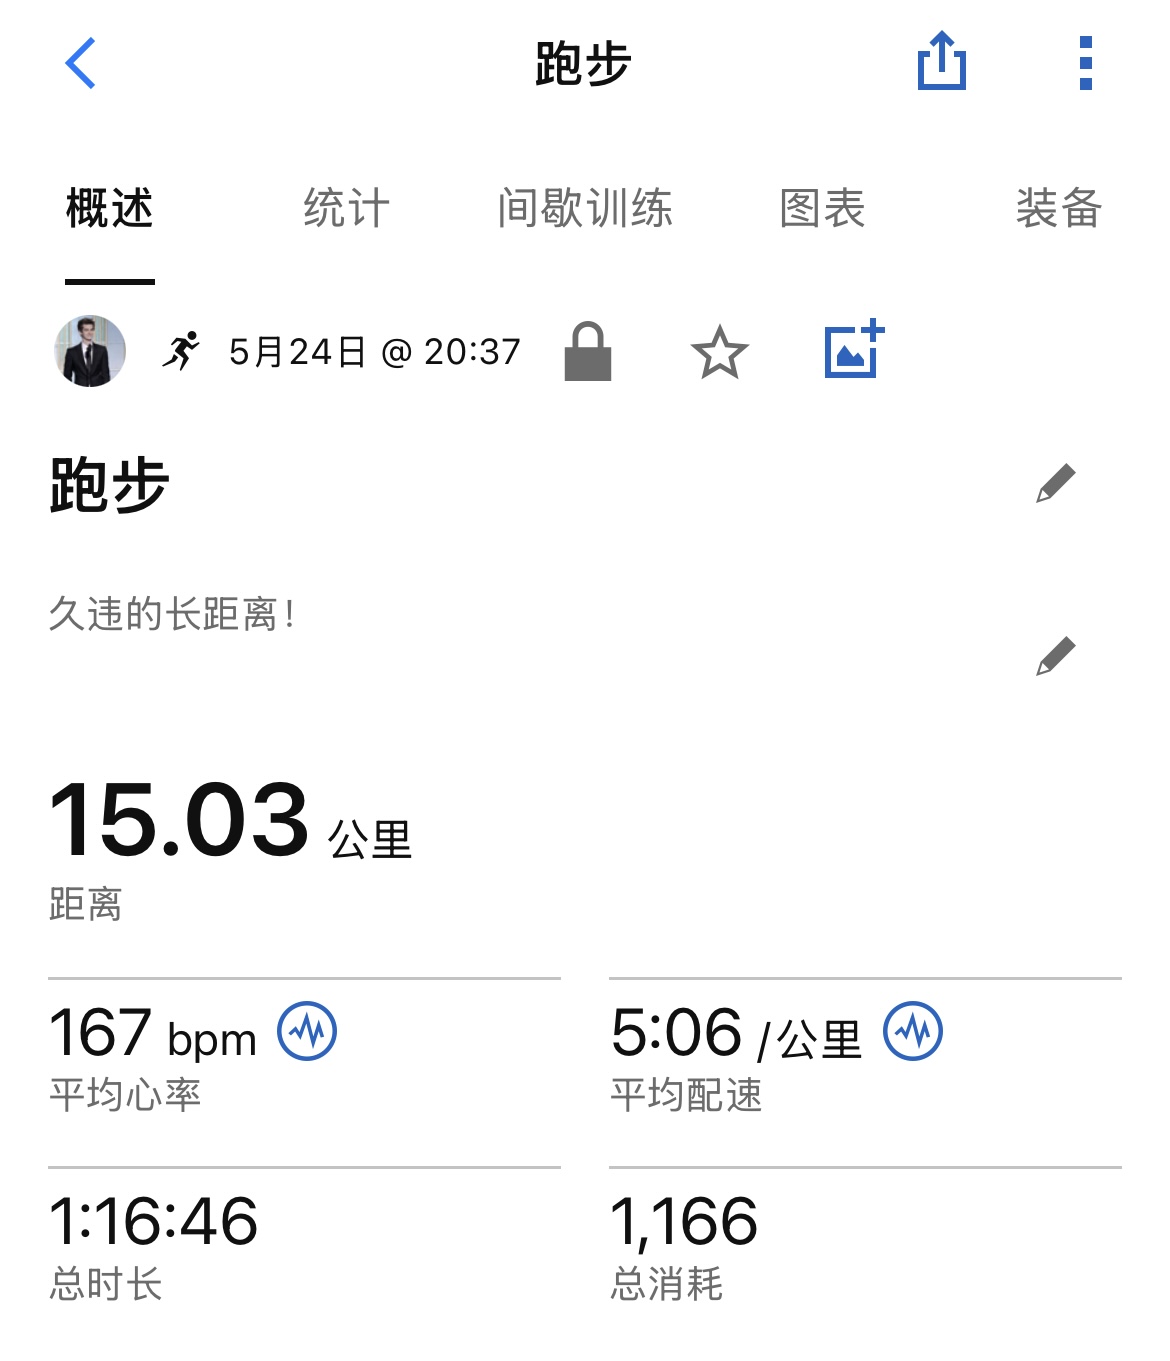 跑步
概述 统计 间歇训练 图表 装备
5月24日 @ 20:37
跑步
久违的长距离！
15.03 公里
距离
167 bpm 5:06 /公里
平均心率 平均配速
1:16:46 1,166
总时长 总消耗